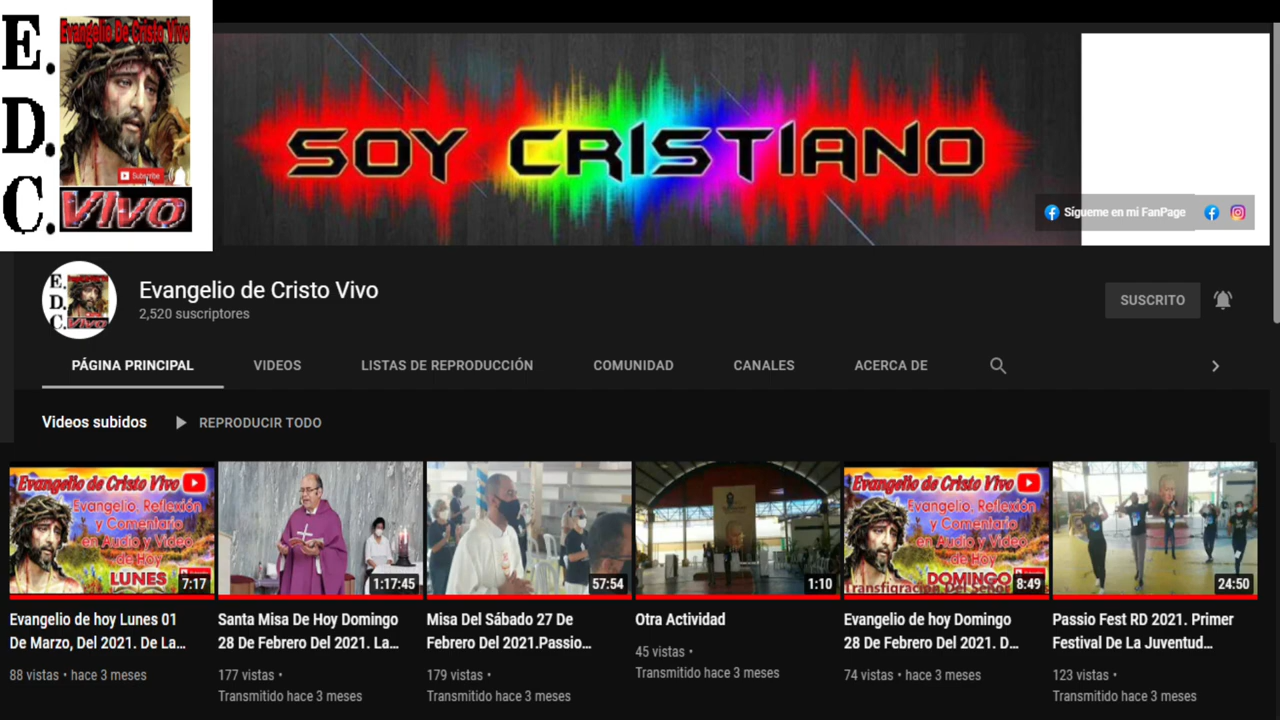 E.
D.
C.
Evangelio De Cristo Vivo
Subscribe
Vivo
SOY CRISTIANO
Sígueme en mi FanPage
E.
D.
C.
Vivo
Evangelio de Cristo Vivo
2,520 suscriptores
SUSCRITO
PÁGINA PRINCIPAL
VIDEOS
LISTAS DE REPRODUCCIÓN
COMUNIDAD
CANALES
ACERCA DE
Videos subidos
REPRODUCIR TODO
Evangelio de Cristo Vivo
Evangelio, Reflexión
y Comentario
en Audio y Video
de Hoy
LUNES
7:17
Evangelio de hoy Lunes 01
De Marzo, Del 2021. De La...
88 vistas • hace 3 meses
1:17:45
Santa Misa De Hoy Domingo
28 De Febrero Del 2021. La...
177 vistas •
Transmitido hace 3 meses
57:54
Misa Del Sábado 27 De
Febrero Del 2021.Passio...
179 vistas •
Transmitido hace 3 meses
1:10
Otra Actividad
45 vistas •
Transmitido hace 3 meses
Evangelio de Cristo Vivo
Evangelio, Reflexión
y Comentario
en Audio y Video
de Hoy
DOMINGO
Transfigración Del Señor
8:49
Evangelio de hoy Domingo
28 De Febrero Del 2021. D...
74 vistas • hace 3 meses
24:50
Passio Fest RD 2021. Primer
Festival De La Juventud...
123 vistas •
Transmitido hace 3 meses